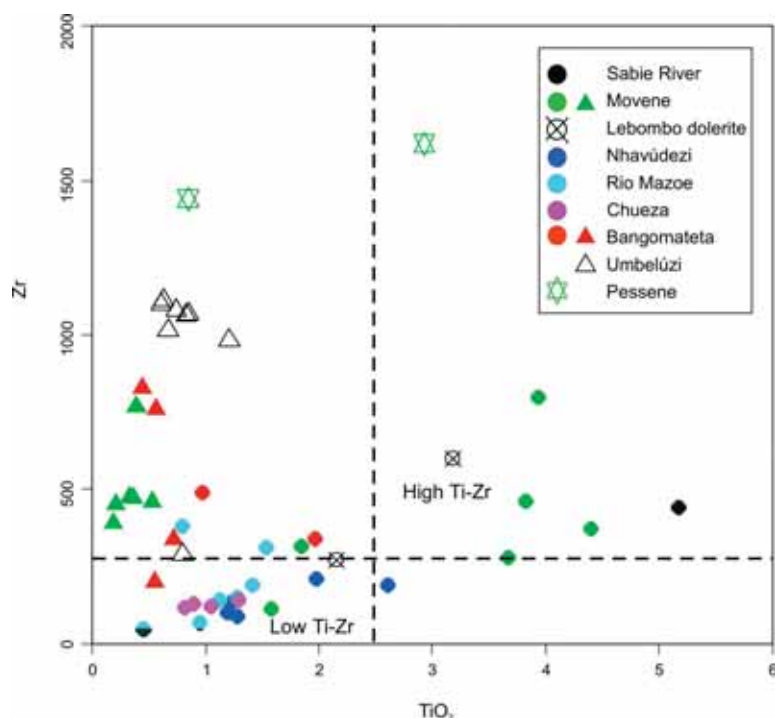 2000
1500
1000
500
0
Zr
Sabie River
Movene
Lebombo dolerite
Nhavúdezi
Rio Mazoe
Chueza
Bangomateta
Umbelúzi
Pessene
High Ti-Zr
Low Ti-Zr
0 1 2 3 4 5 6
TiO₂